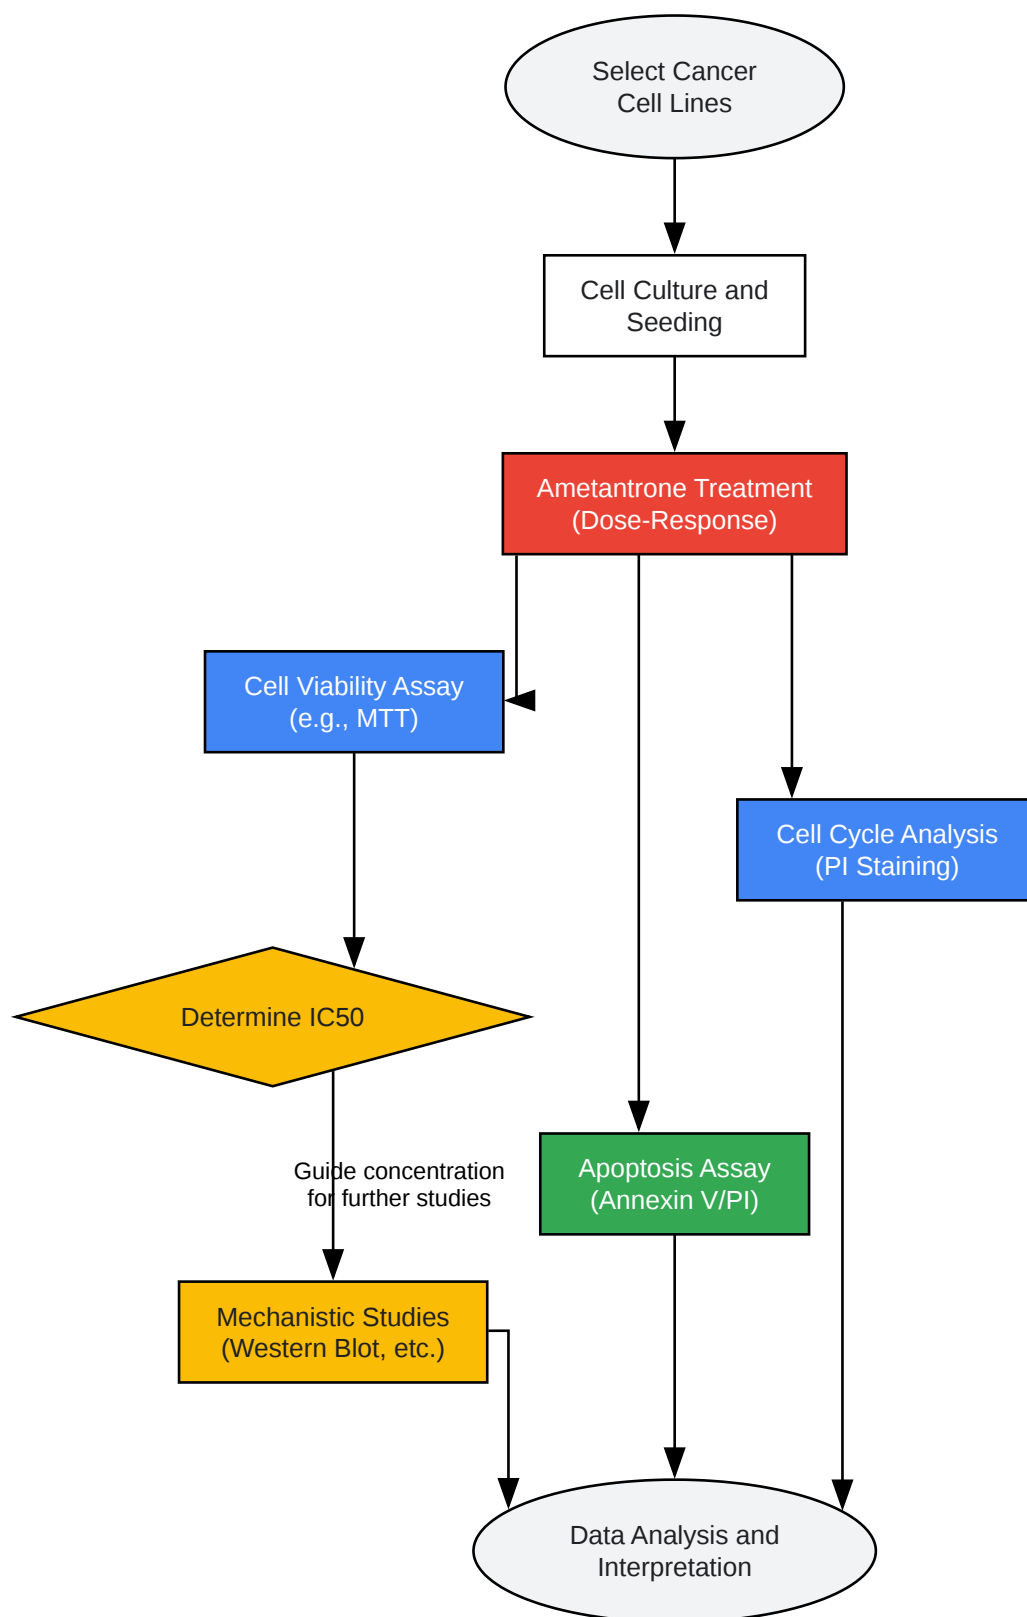 Select Cancer
Cell Lines
Cell Culture and
Seeding
Ametantrone Treatment
(Dose-Response)
Cell Viability Assay
(e.g., MTT)
Cell Cycle Analysis
(PI Staining)
Determine IC50
Guide concentration
for further studies
Apoptosis Assay
(Annexin V/PI)
Mechanistic Studies
(Western Blot, etc.)
Data Analysis and
Interpretation